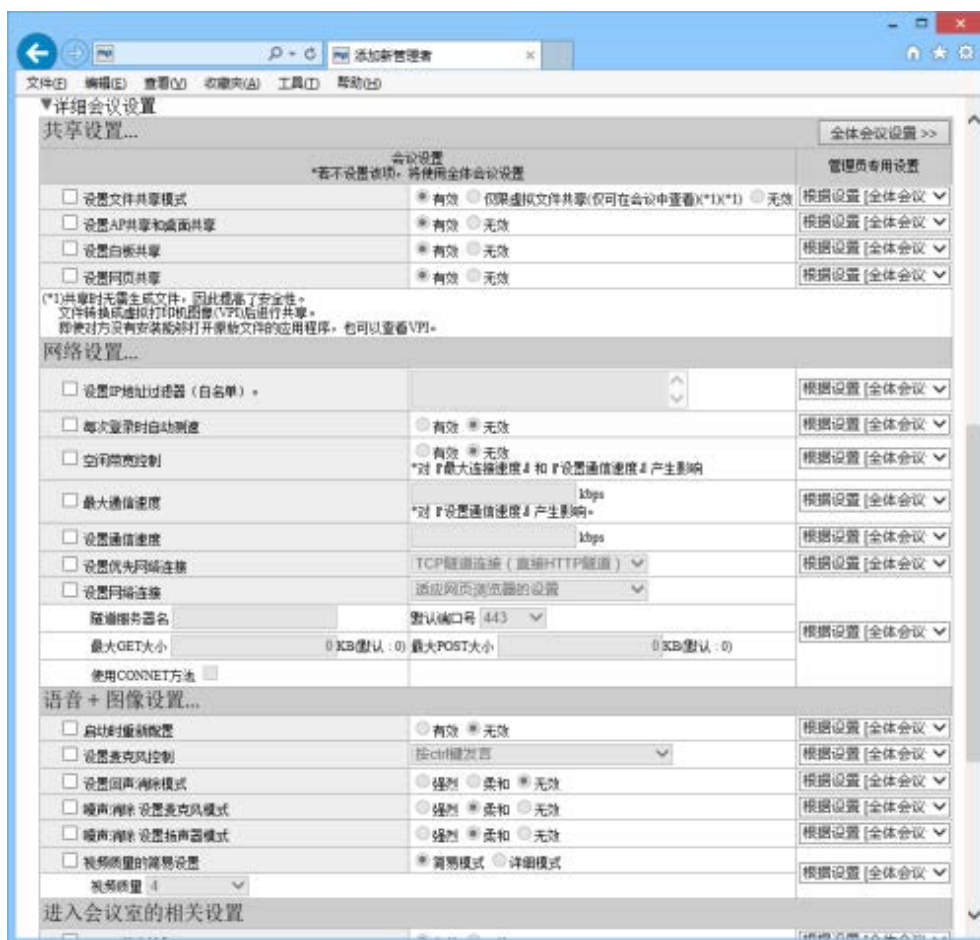 添加新管理者
文件(F) 编辑(E) 查看(V) 收藏夹(A) 工具(T) 帮助(H)
▼详细会议设置
共享设置... 全体会议设置 >>
会议设置
*若不设置该项，将使用全体会议设置
管理员专用设置
设置文件共享模式 有效 仅限虚拟文件共享(仅可在会议中查看)(*1)(*1) 无效 根据设置 [全体会议
设置AP共享和桌面共享 有效 无效 根据设置 [全体会议
设置白板共享 有效 无效 根据设置 [全体会议
设置网页共享 有效 无效 根据设置 [全体会议
(*1)共享时无需生成文件，因此提高了安全性。
文件转换成虚拟打印机图像(VPI)后进行共享。
即使对方没有安装能够打开原始文件的应用程序，也可以查看VPI。
网络设置...
设置IP地址过滤器（白名单）。 根据设置 [全体会议
每次登录时自动测速 有效 无效 根据设置 [全体会议
空闲带宽控制 有效 无效 根据设置 [全体会议
*对『最大连接速度』和『设置通信速度』产生影响
最大通信速度 kbps 根据设置 [全体会议
*对『设置通信速度』产生影响。
设置通信速度 kbps 根据设置 [全体会议
设置优先网络连接 TCP隧道连接（直接HTTP隧道） 根据设置 [全体会议
设置网络连接 适应网页浏览器的设置
隧道服务器名 默认端口号 443 根据设置 [全体会议
最大GET大小 0 KB(默认 : 0) 最大POST大小 0 KB(默认 : 0)
使用CONNET方法
语音 + 图像设置...
启动时重新配置 有效 无效 根据设置 [全体会议
设置麦克风控制 按ctrl键发言 根据设置 [全体会议
设置回声消除模式 强烈 柔和 无效 根据设置 [全体会议
噪声消除 设置麦克风模式 强烈 柔和 无效 根据设置 [全体会议
噪声消除 设置扬声器模式 强烈 柔和 无效 根据设置 [全体会议
视频质量的简易设置 简易模式 详细模式 根据设置 [全体会议
视频质量 4
进入会议室的相关设置